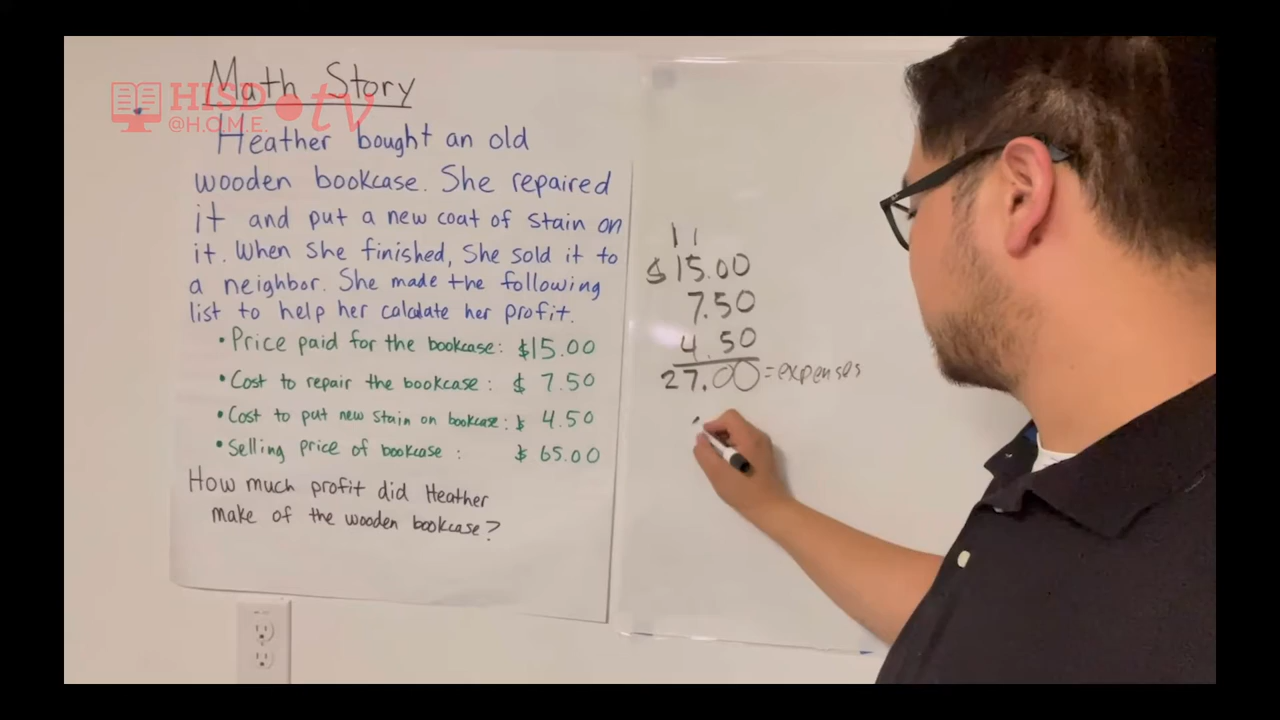 Math Story
HISD tv
@H.O.M.E.
Heather bought an old
wooden bookcase. She repaired
it and put a new coat of stain on
it. When she finished, She sold it to
a neighbor. She made the following
list to help her calculate her profit.
• Price paid for the bookcase: $15.00
• Cost to repair the bookcase : $ 7.50
• Cost to put new stain on bookcase: $ 4.50
• Selling price of bookcase : $ 65.00
How much profit did Heather
make of the wooden bookcase?
1 1
$15.00
7.50
4.50
27.00 = expenses